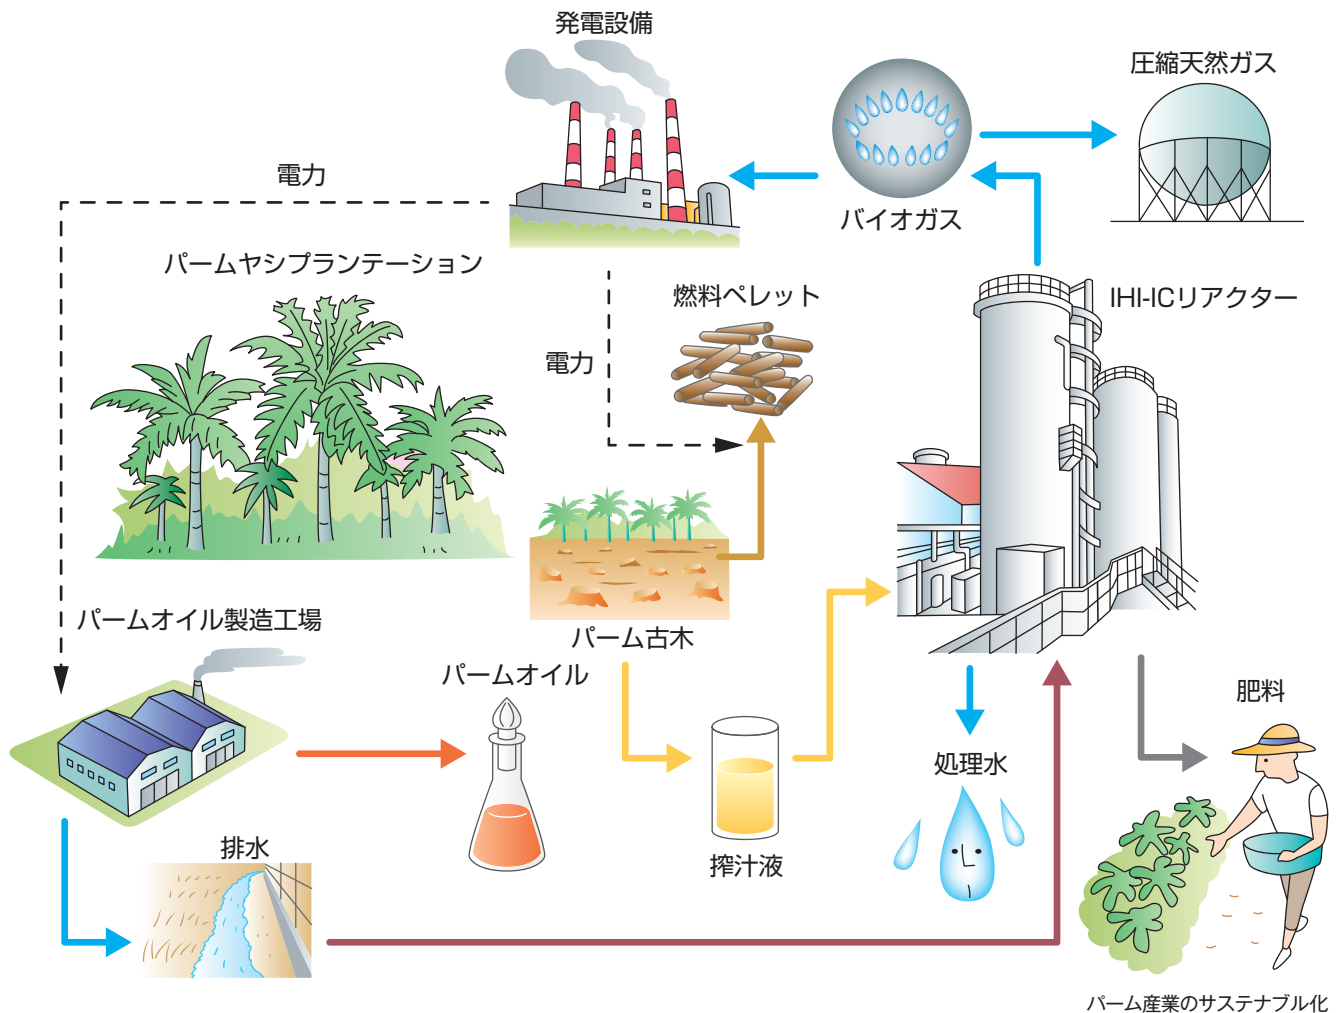 発電設備
圧縮天然ガス
電力
バイオガス
パームヤシプランテーション
燃料ペレット
IHI-ICリアクター
電力
パームオイル製造工場
パーム古木
パームオイル
肥料
処理水
排水
搾汁液
パーム産業のサステナブル化